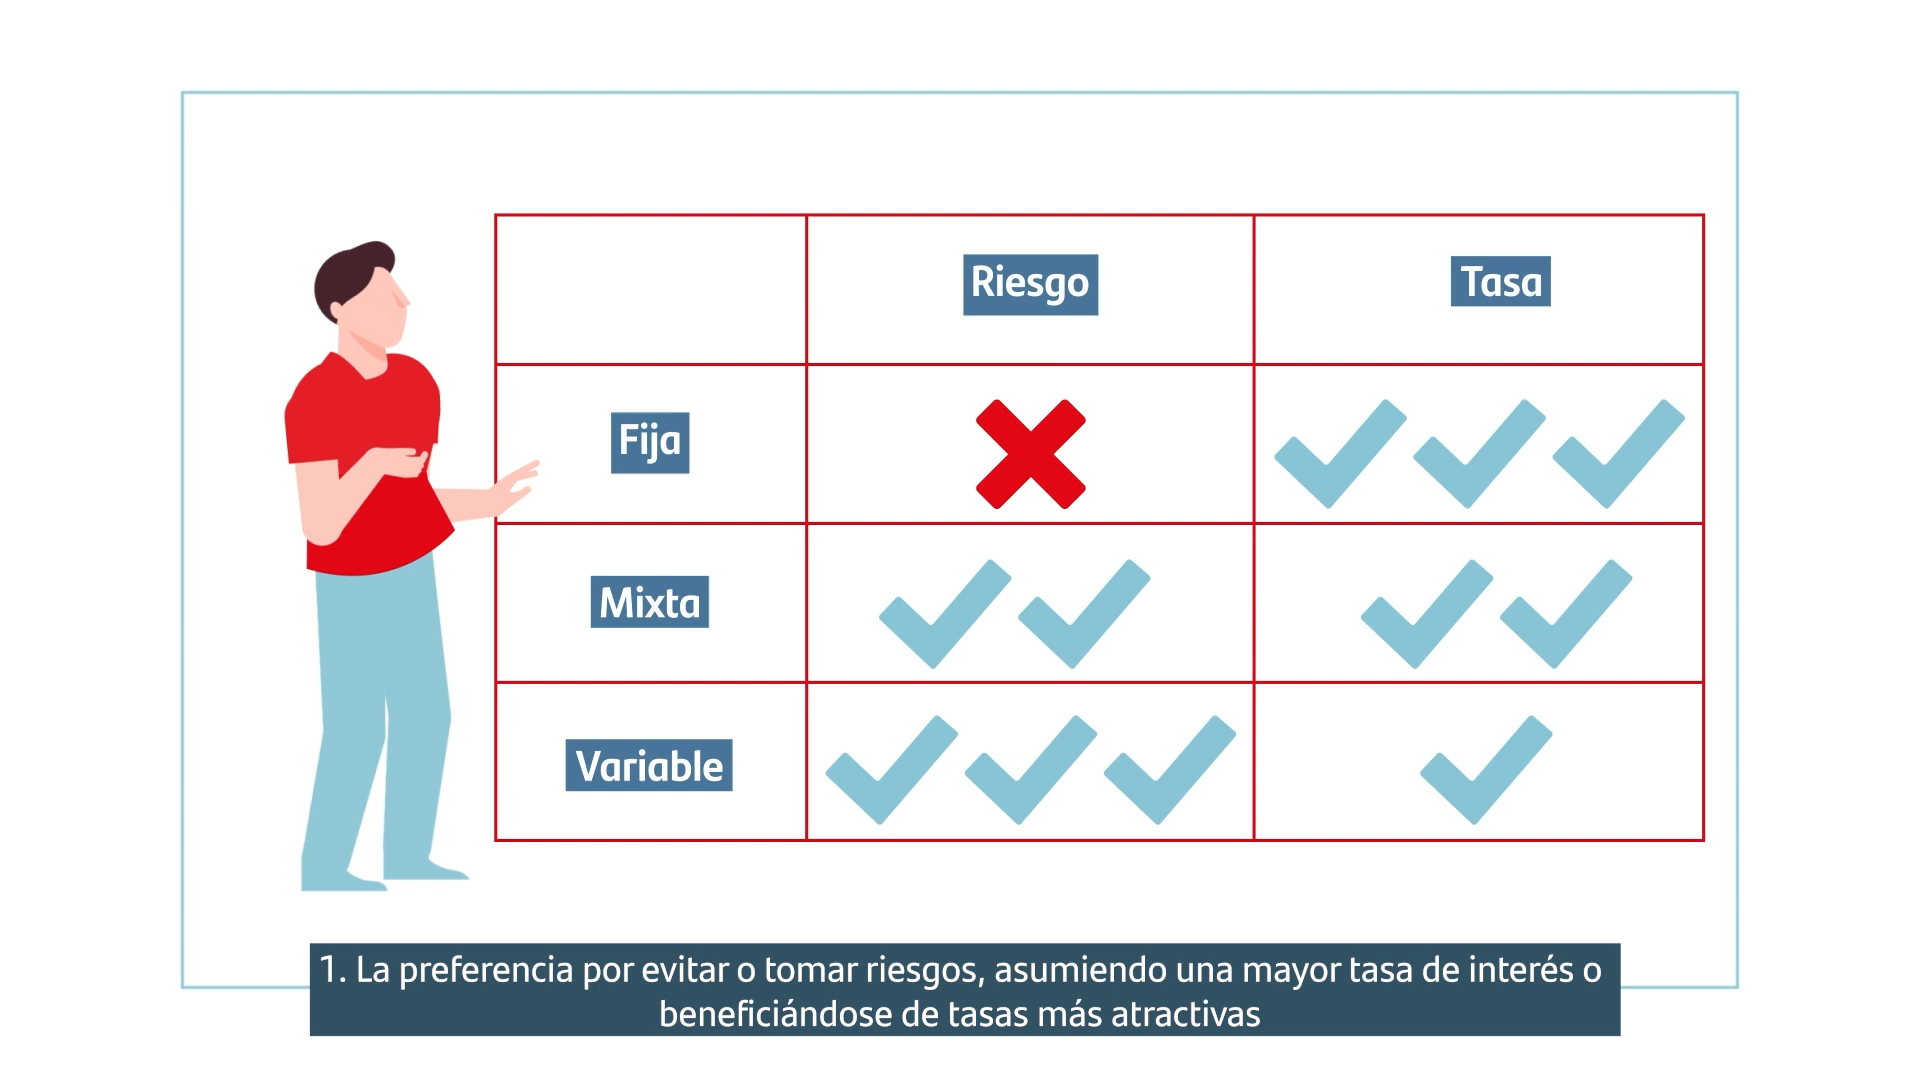 Riesgo
Tasa
Fija
Mixta
Variable
1. La preferencia por evitar o tomar riesgos, asumiendo una mayor tasa de interés o
beneficiándose de tasas más atractivas